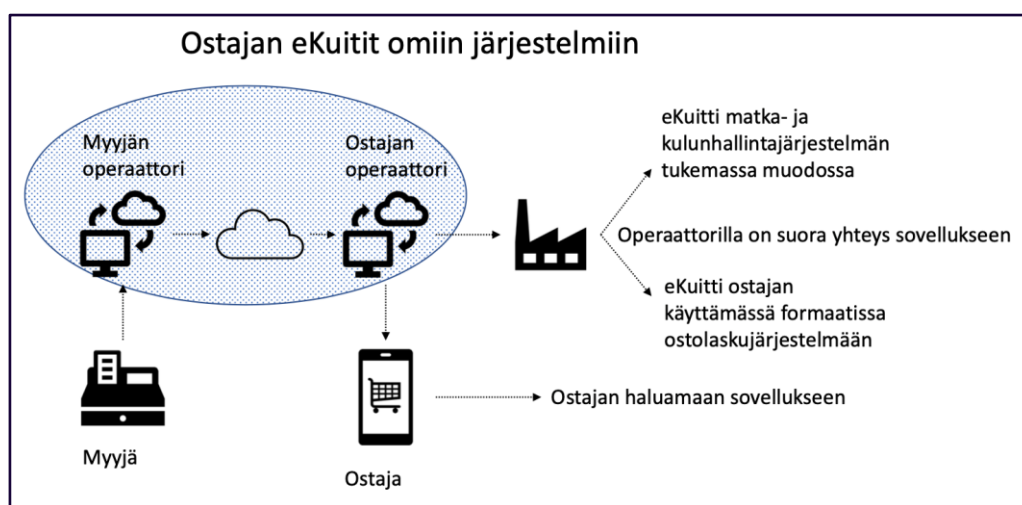 Ostajan eKuitit omiin järjestelmiin
Myyjän
operaattori
Ostajan
operaattori
eKuitti matka- ja
kulunhallintajärjestelmän
tukemassa muodossa
Operaattorilla on suora yhteys sovellukseen
eKuitti ostajan
käyttämässä formaatissa
ostolaskujärjestelmään
Ostajan haluamaan sovellukseen
Myyjä
Ostaja